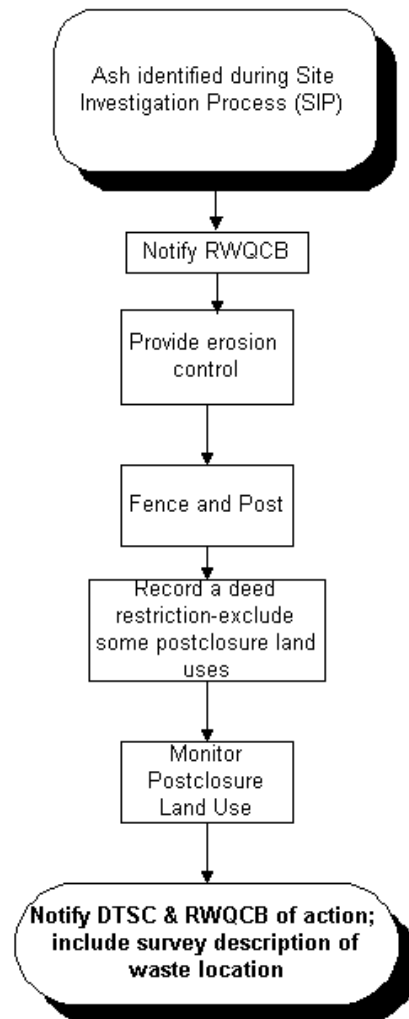 Ash identified during Site
Investigation Process (SIP)
Notify RWQCB
Provide erosion
control
Fence and Post
Record a deed
restriction-exclude
some postclosure land
uses
Monitor
Postclosure
Land Use
Notify DTSC & RWQCB of action;
include survey description of
waste location